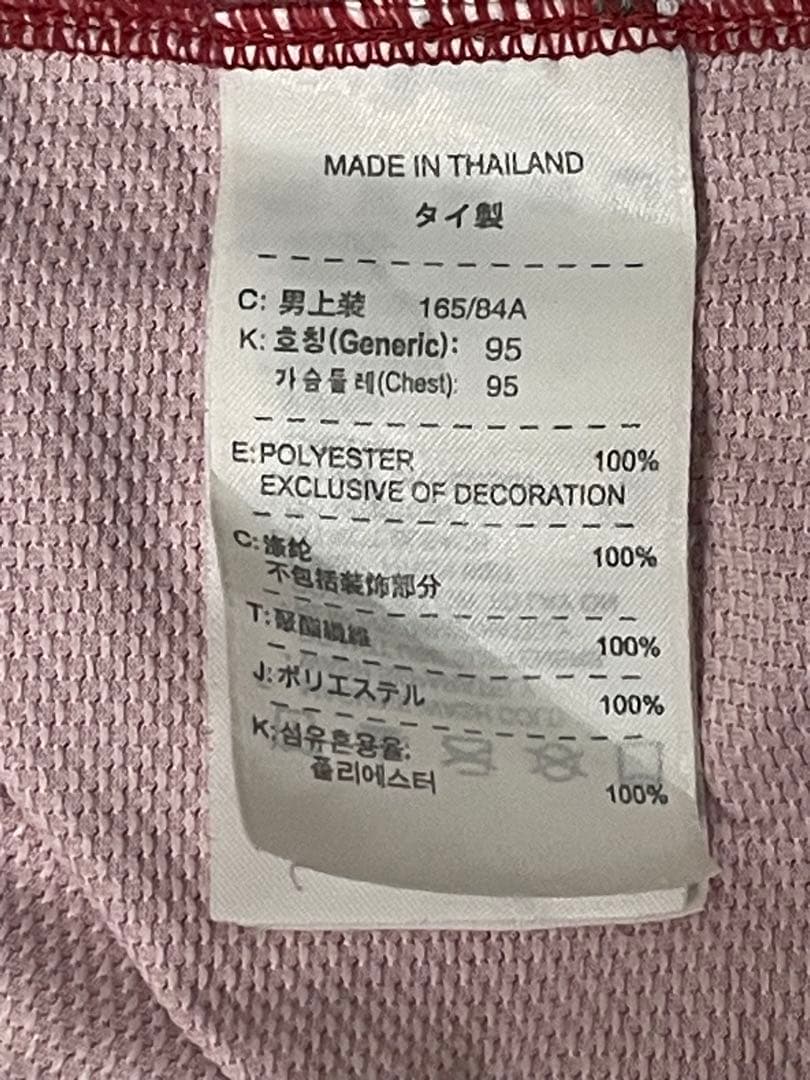 MADE IN THAILAND
タイ製
C: 男上装 165/84A
K: 호칭(Generic): 95
가슴들레(Chest): 95
E: POLYESTER 100%
EXCLUSIVE OF DECORATION
C: 涤纶 100%
不包括装饰部分
T: 聚酯纖維 100%
J: ポリエステル 100%
K: 섬유혼용율:
폴리에스터 100%